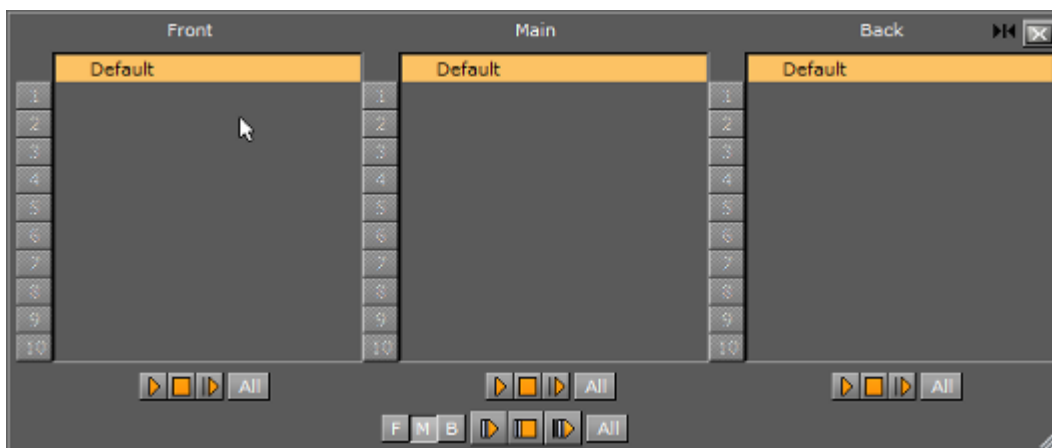 Front Main Back
Default Default Default
1 1 1
2 2 2
3 3 3
4 4 4
5 5 5
6 6 6
7 7 7
8 8 8
9 9 9
10 10 10
All All All
F M B All